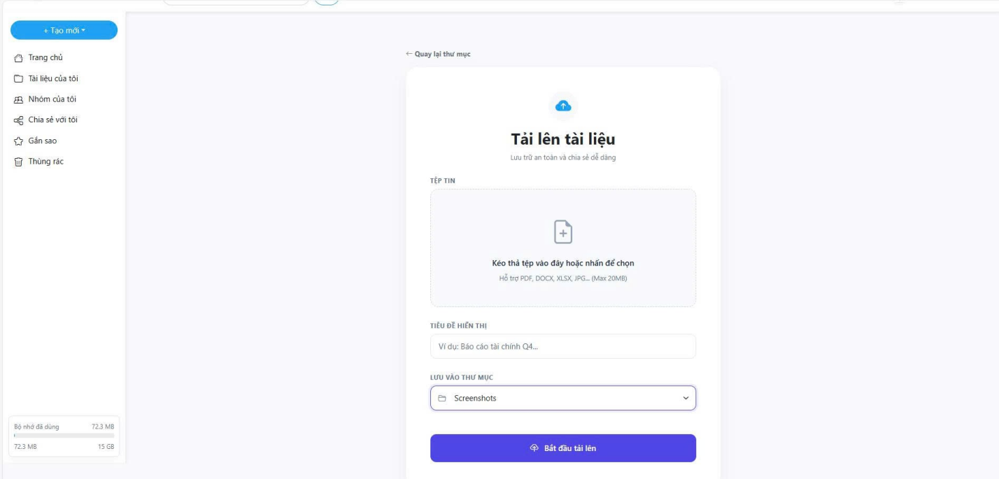 + Tạo mới
Trang chủ
Tài liệu của tôi
Nhóm của tôi
Chia sẻ với tôi
Gắn sao
Thùng rác
Bộ nhớ đã dùng 72.3 MB
72.3 MB 15 GB
← Quay lại thư mục
Tải lên tài liệu
Lưu trữ an toàn và chia sẻ dễ dàng
TỆP TIN
Kéo thả tệp vào đây hoặc nhấn để chọn
Hỗ trợ PDF, DOCX, XLSX, JPG... (Max 20MB)
TIÊU ĐỀ HIỂN THỊ
Ví dụ: Báo cáo tài chính Q4...
LƯU VÀO THƯ MỤC
Screenshots
Bắt đầu tải lên